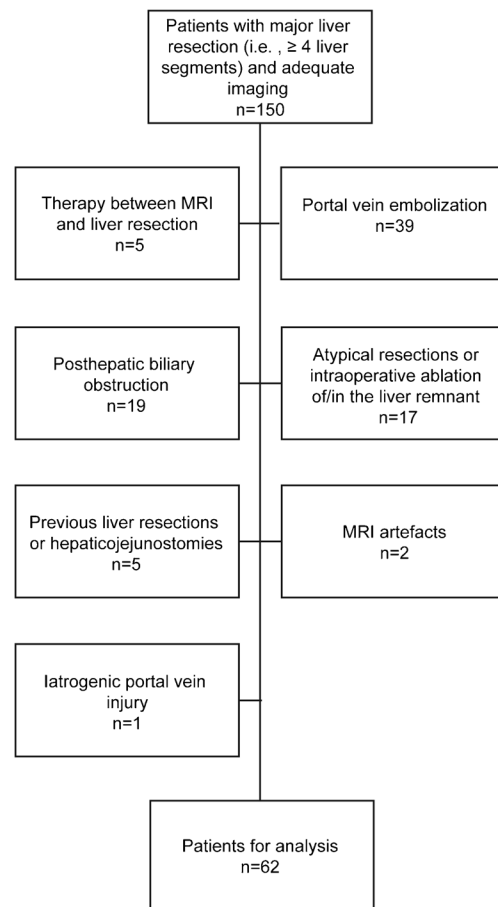 Patients with major liver
resection (i.e. , ≥ 4 liver
segments) and adequate
imaging
n=150
Therapy between MRI
and liver resection
n=5
Portal vein embolization
n=39
Posthepatic biliary
obstruction
n=19
Atypical resections or
intraoperative ablation
of/in the liver remnant
n=17
Previous liver resections
or hepaticojejunostomies
n=5
MRI artefacts
n=2
Iatrogenic portal vein
injury
n=1
Patients for analysis
n=62